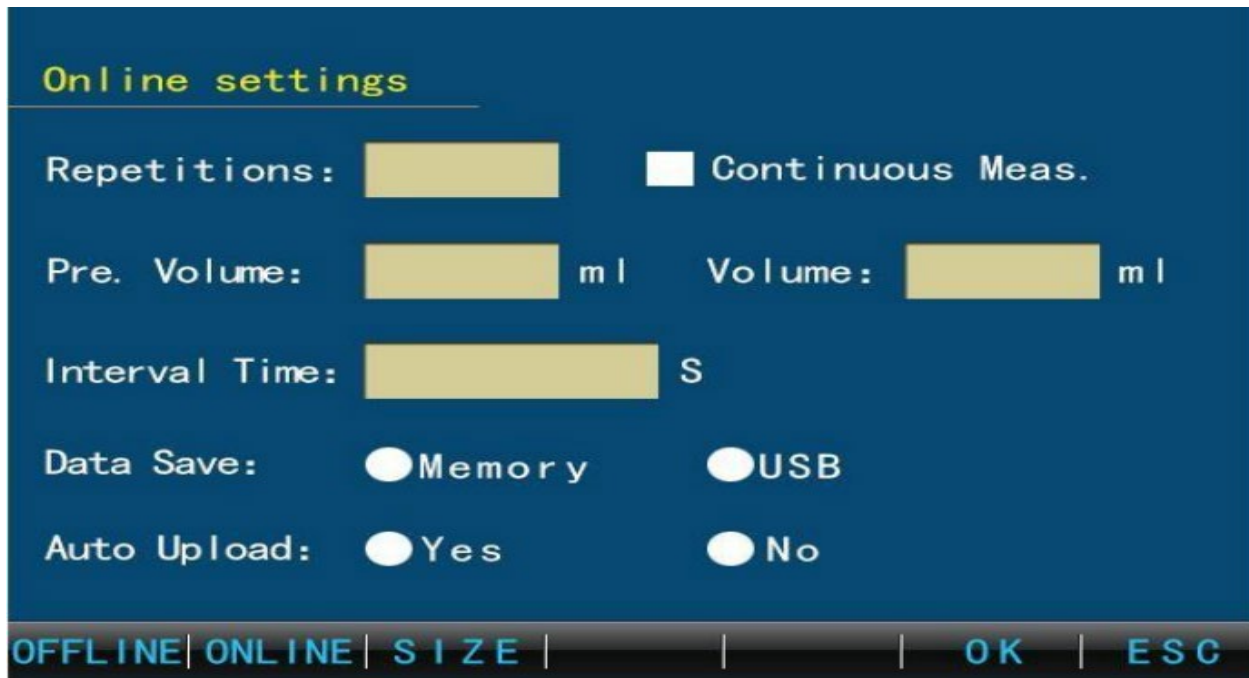 Online settings
Repetitions: Continuous Meas.
Pre. Volume: ml Volume: ml
Interval Time: S
Data Save: Memory USB
Auto Upload: Yes No
OFFLINE ONLINE SIZE OK ESC